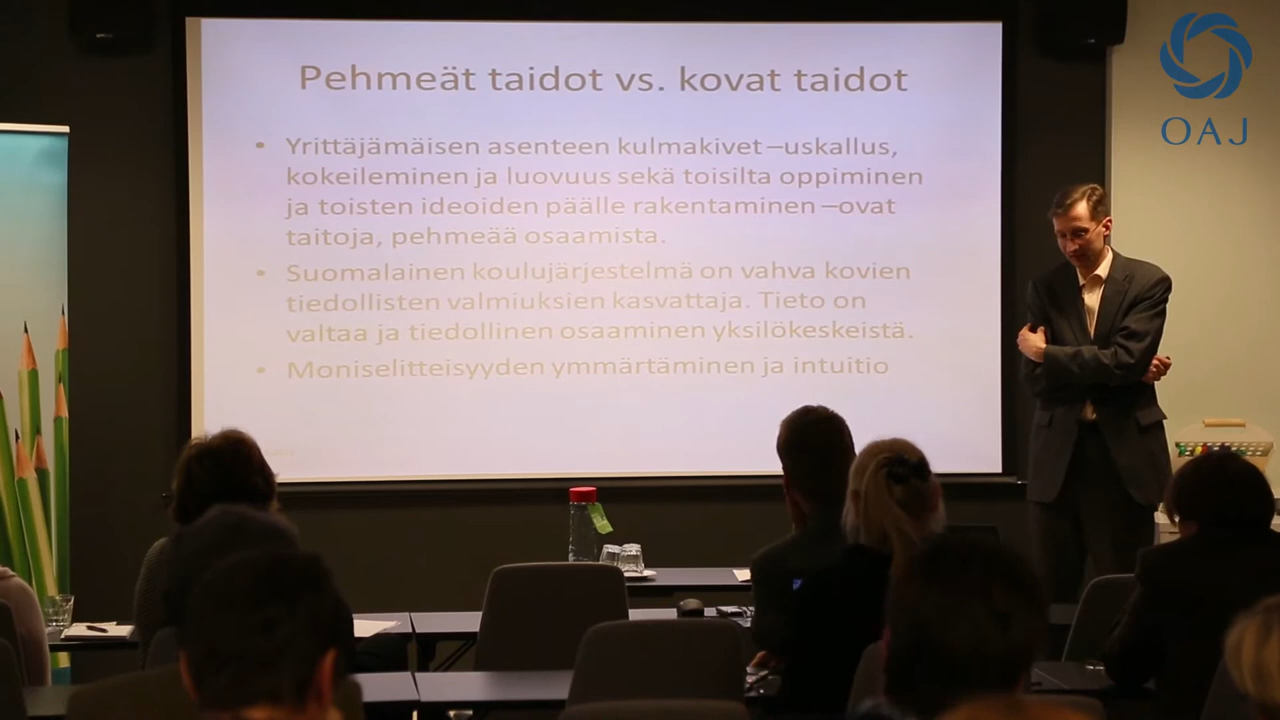 Pehmeät taidot vs. kovat taidot
• Yrittäjämäisen asenteen kulmakivet –uskallus,
kokeileminen ja luovuus sekä toisilta oppiminen
ja toisten ideoiden päälle rakentaminen –ovat
taitoja, pehmeää osaamista.
• Suomalainen koulujärjestelmä on vahva kovien
tiedollisten valmiuksien kasvattaja. Tieto on
valtaa ja tiedollinen osaaminen yksilökeskeistä.
• Moniselitteisyyden ymmärtäminen ja intuitio
OAJ